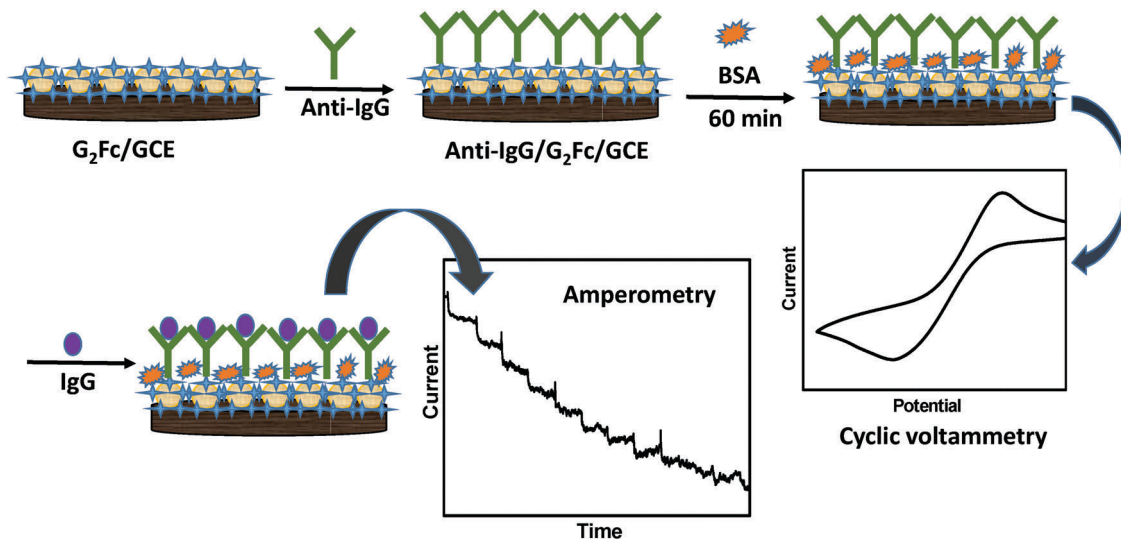 Anti-IgG
BSA
60 min
G₂Fc/GCE
Anti-IgG/G₂Fc/GCE
Current
Potential
Cyclic voltammetry
IgG
Amperometry
Current
Time